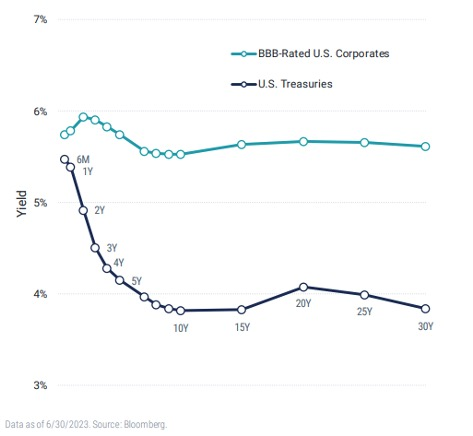 7%
BBB-Rated U.S. Corporates
U.S. Treasuries
6%
6M
1Y
Yield
5%
2Y
3Y
4Y
5Y
4%
20Y
25Y
10Y
15Y
30Y
3%
Data as of 6/30/2023. Source: Bloomberg.